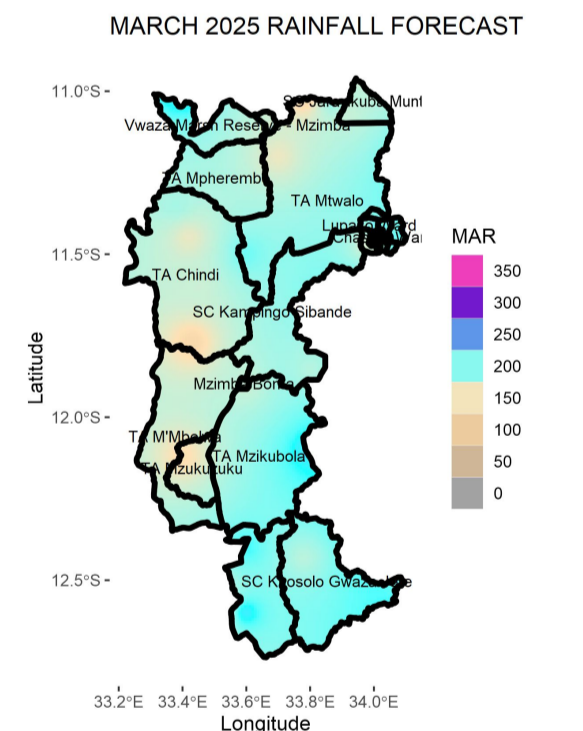 MARCH 2025 RAINFALL FORECAST
11.0°S
Vwaza Marsh Reserve - Mzimba
TA Mpherembe
TA Mtwalo
11.5°S
TA Chindi
SC Kampingo Sibande
Mzimba Boma
12.0°S
TA M'Mbelwa
TA Mzikubola
TA Mzukuzuku
12.5°S
SC Khosolo Gwaza Jere
Latitude
33.2°E 33.4°E 33.6°E 33.8°E 34.0°E
Longitude
MAR
350
300
250
200
150
100
50
0